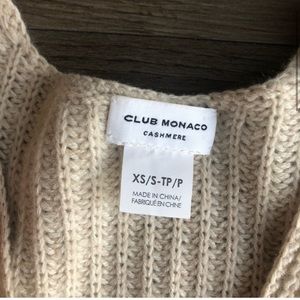 CLUB MONACO
CASHMERE
XS/S-TP/P
MADE IN CHINA/
FABRIQUÉ EN CHINE